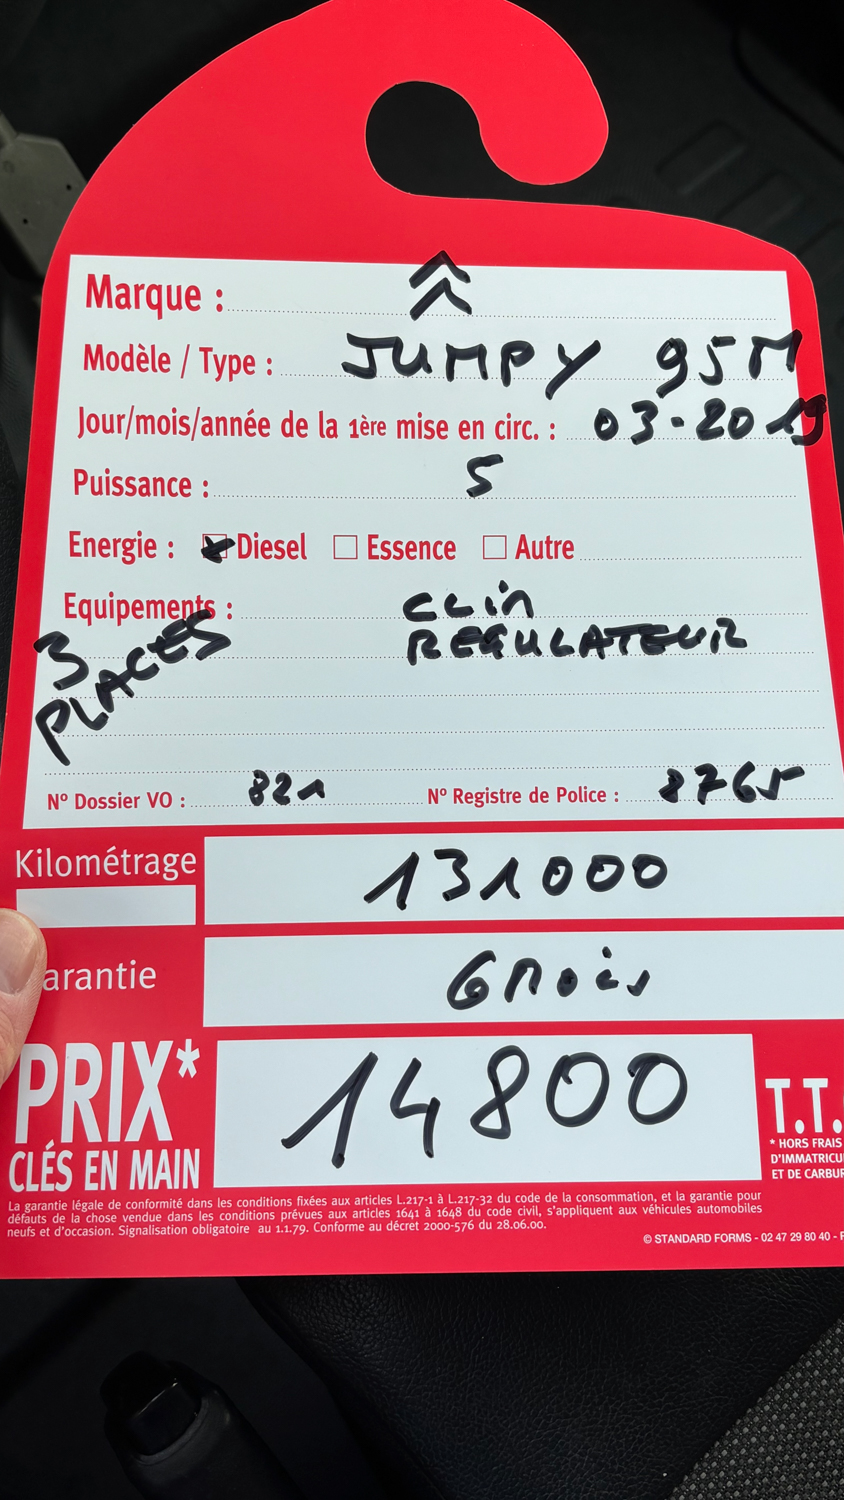 Marque :
Modèle / Type : JUMPY 95M
Jour/mois/année de la 1ère mise en circ. : 03-2019
Puissance : 5
Energie : Diesel Essence Autre
Equipements : CLIM
REGULATEUR
3
PLACES
N° Dossier VO : 821 N° Registre de Police : 8765
Kilométrage 131000
arantie 6 Mois
PRIX* 14800 T.T.
CLÉS EN MAIN
* HORS FRAIS
D'IMMATRICU
ET DE CARBUR
La garantie légale de conformité dans les conditions fixées aux articles L.217-1 à L.217-32 du code de la consommation, et la garantie pour
défauts de la chose vendue dans les conditions prévues aux articles 1641 à 1648 du code civil, s'appliquent aux véhicules automobiles
neufs et d'occasion. Signalisation obligatoire au 1.1.79. Conforme au décret 2000-576 du 28.06.00.
© STANDARD FORMS - 02 47 29 80 40 -